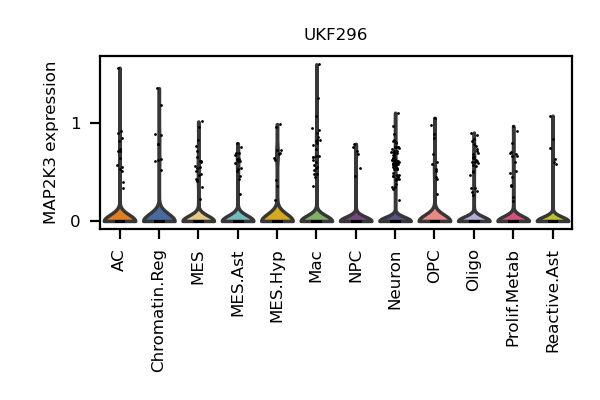 UKF296
MAP2K3 expression
1
0
AC
Chromatin.Reg
MES
MES.Ast
MES.Hyp
Mac
NPC
Neuron
OPC
Oligo
Prolif.Metab
Reactive.Ast